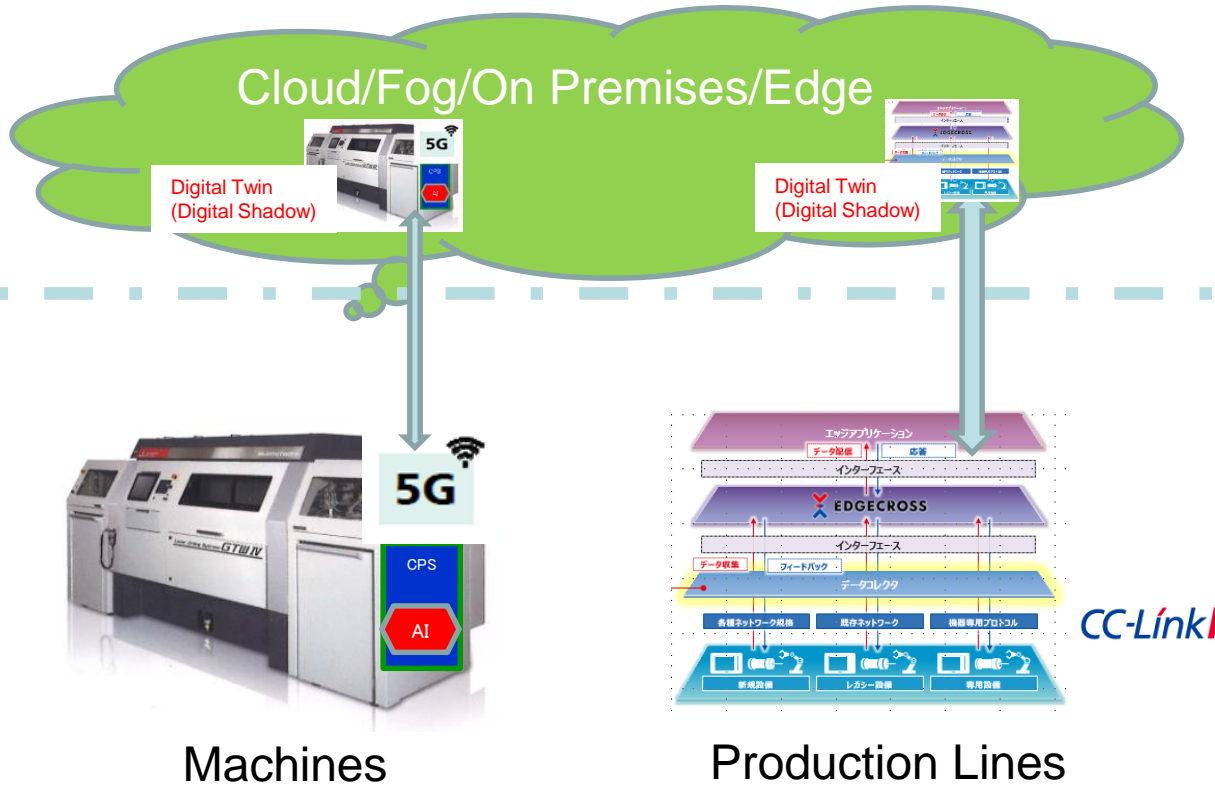 Cloud/Fog/On Premises/Edge
5G
CPS
AI
Digital Twin
(Digital Shadow)
Digital Twin
(Digital Shadow)
EDGECROSS
5G
CPS
AI
GTW IV
Machines
エッジアプリケーション
データ配信
応答
インターフェース
EDGECROSS
インターフェース
データ収集
フィードバック
データコレクタ
各種ネットワーク規格
既存ネットワーク
機器専用プロトコル
新規設備
レガシー設備
専用設備
CC-Link
Production Lines